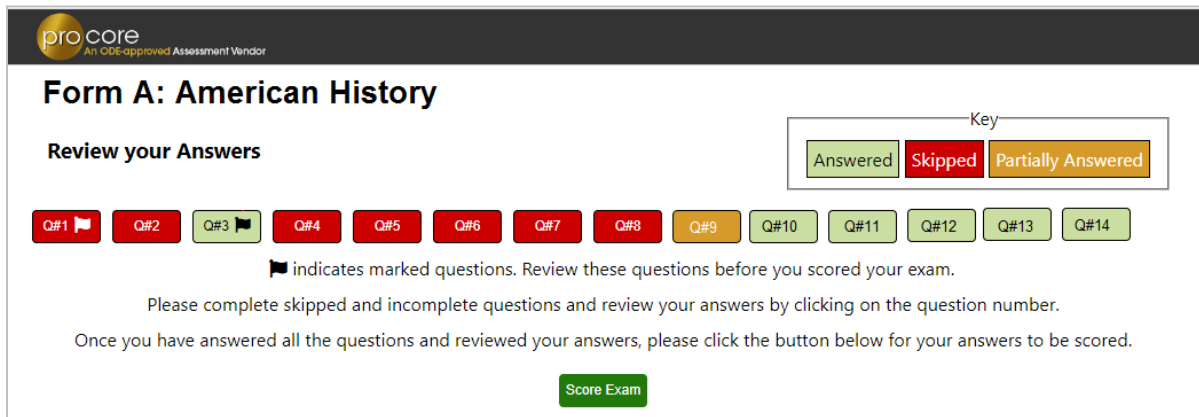 pro core
An ODE-approved Assessment Vendor
Form A: American History
Key
Review your Answers
Answered Skipped Partially Answered
Q#1 Q#2 Q#3 Q#4 Q#5 Q#6 Q#7 Q#8 Q#9 Q#10 Q#11 Q#12 Q#13 Q#14
indicates marked questions. Review these questions before you scored your exam.
Please complete skipped and incomplete questions and review your answers by clicking on the question number.
Once you have answered all the questions and reviewed your answers, please click the button below for your answers to be scored.
Score Exam